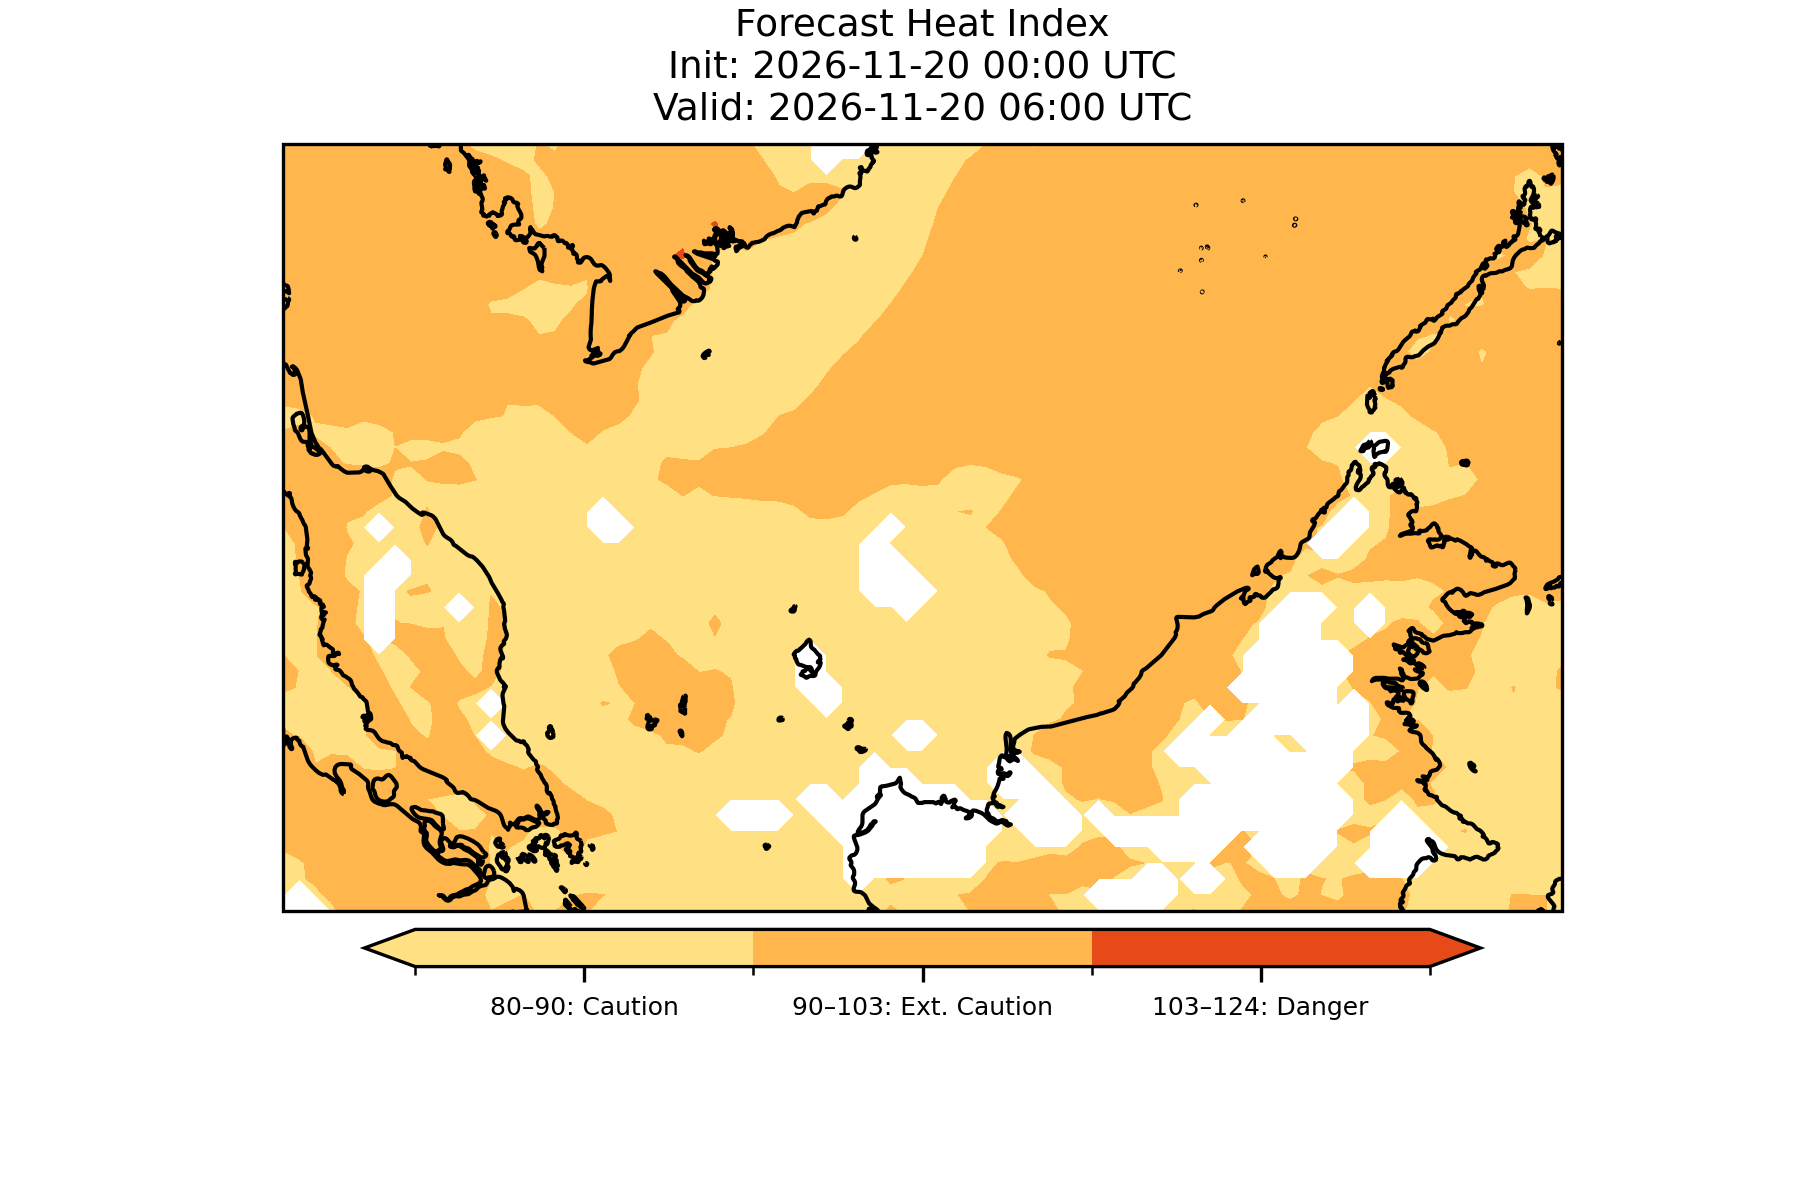 Forecast Heat Index
Init: 2026-11-20 00:00 UTC
Valid: 2026-11-20 06:00 UTC
80–90: Caution
90–103: Ext. Caution
103–124: Danger